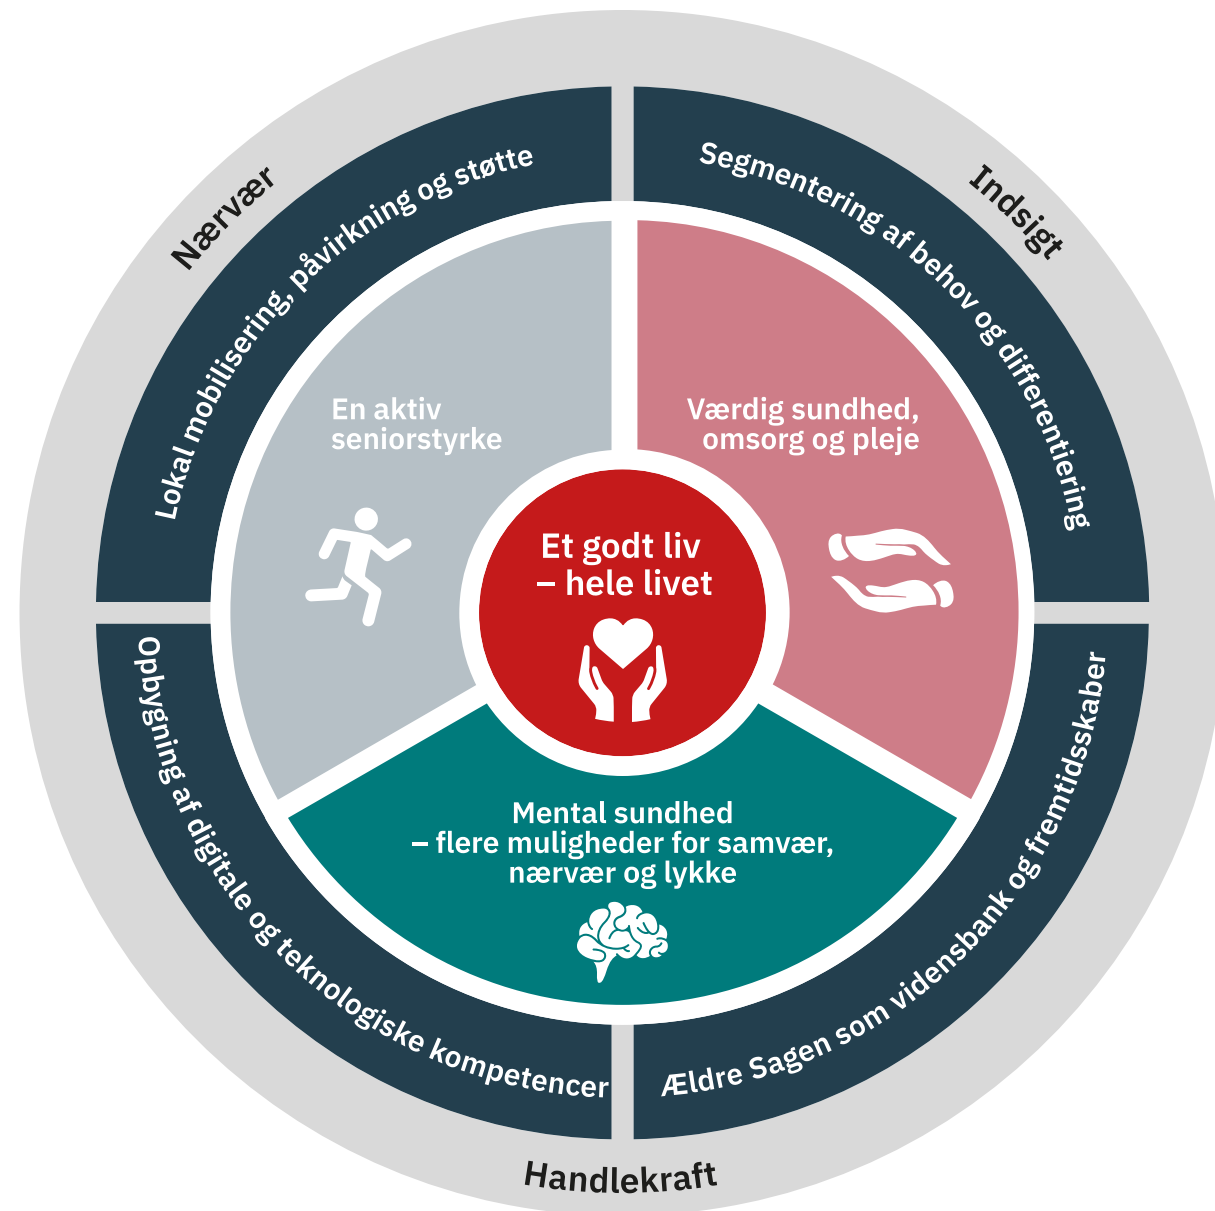 Nærvær
Indsigt
Lokal mobilisering, påvirkning og støtte
Segmentering af behov og differentiering
En aktiv
seniorstyrke
Værdig sundhed,
omsorg og pleje
Et godt liv
– hele livet
Mental sundhed
– flere muligheder for samvær,
nærvær og lykke
Opbygning af digitale og teknologiske kompetencer
Ældre Sagen som vidensbank og fremtidsskaber
Handlekraft